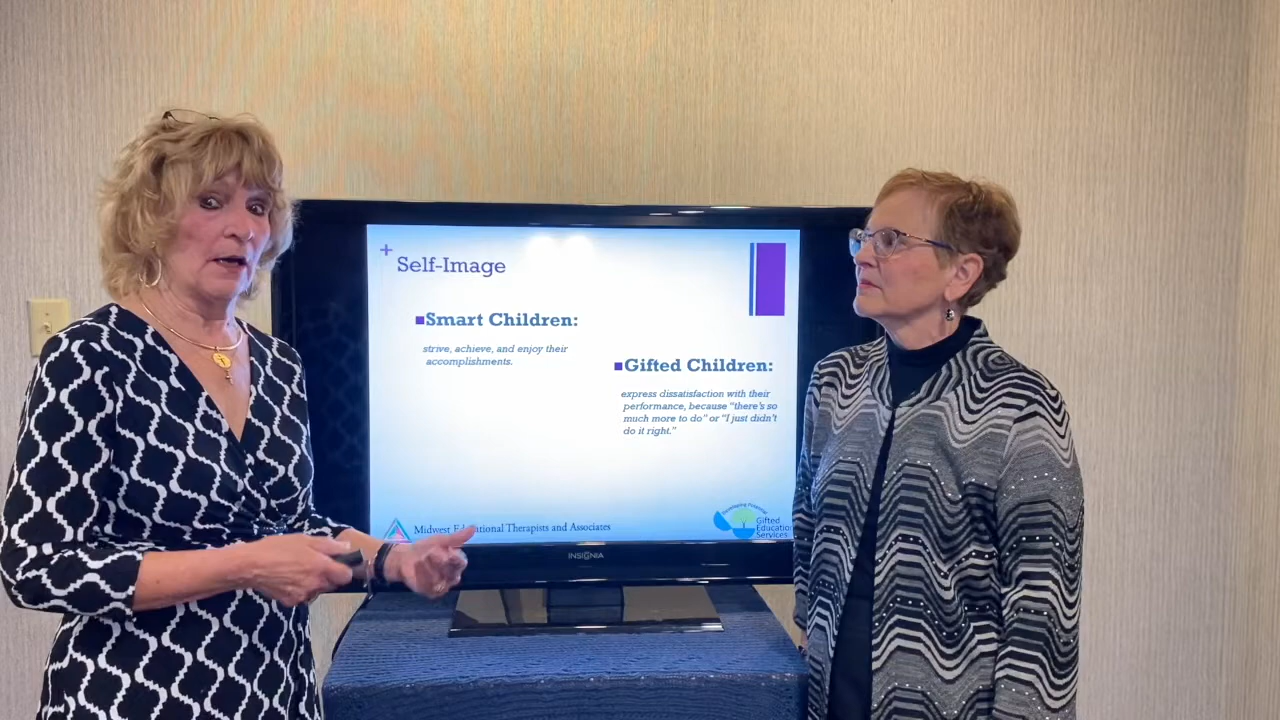 +
Self-Image
■Smart Children:
strive, achieve, and enjoy their
accomplishments.
■Gifted Children:
express dissatisfaction with their
performance, because “there’s so
much more to do” or “I just didn’t
do it right.”
Midwest Educational Therapists and Associates
Developing Potential
Gifted
Education
Services
INSIGNIA